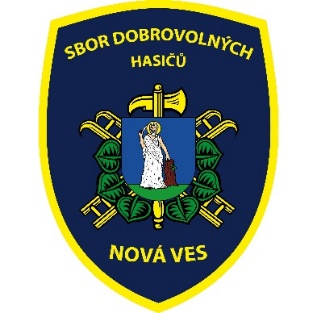 SBOR DOBROVOLNÝCH
HASIČŮ
NOVÁ VES